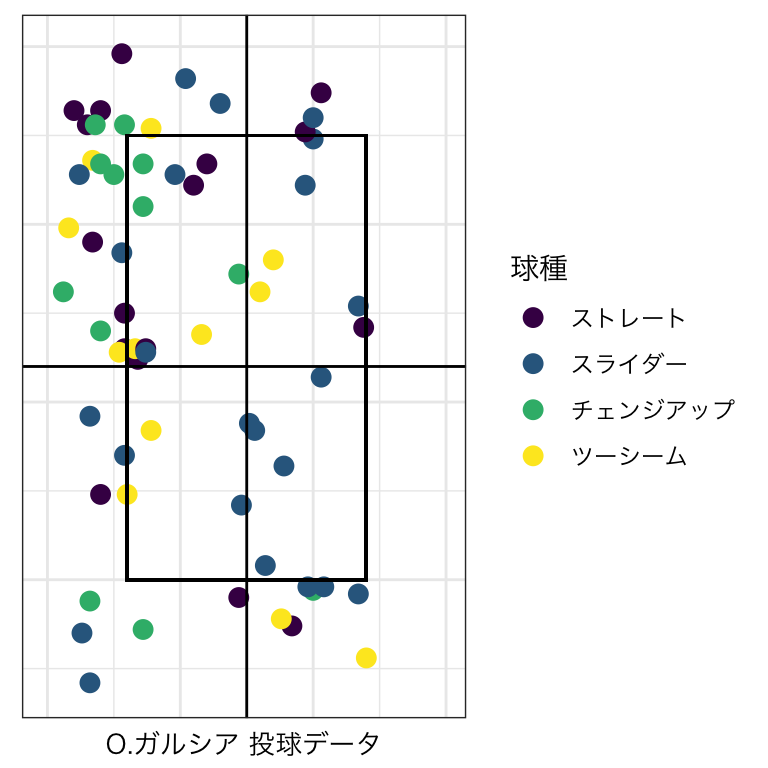 球種
ストレート
スライダー
チェンジアップ
ツーシーム
O.ガルシア 投球データ